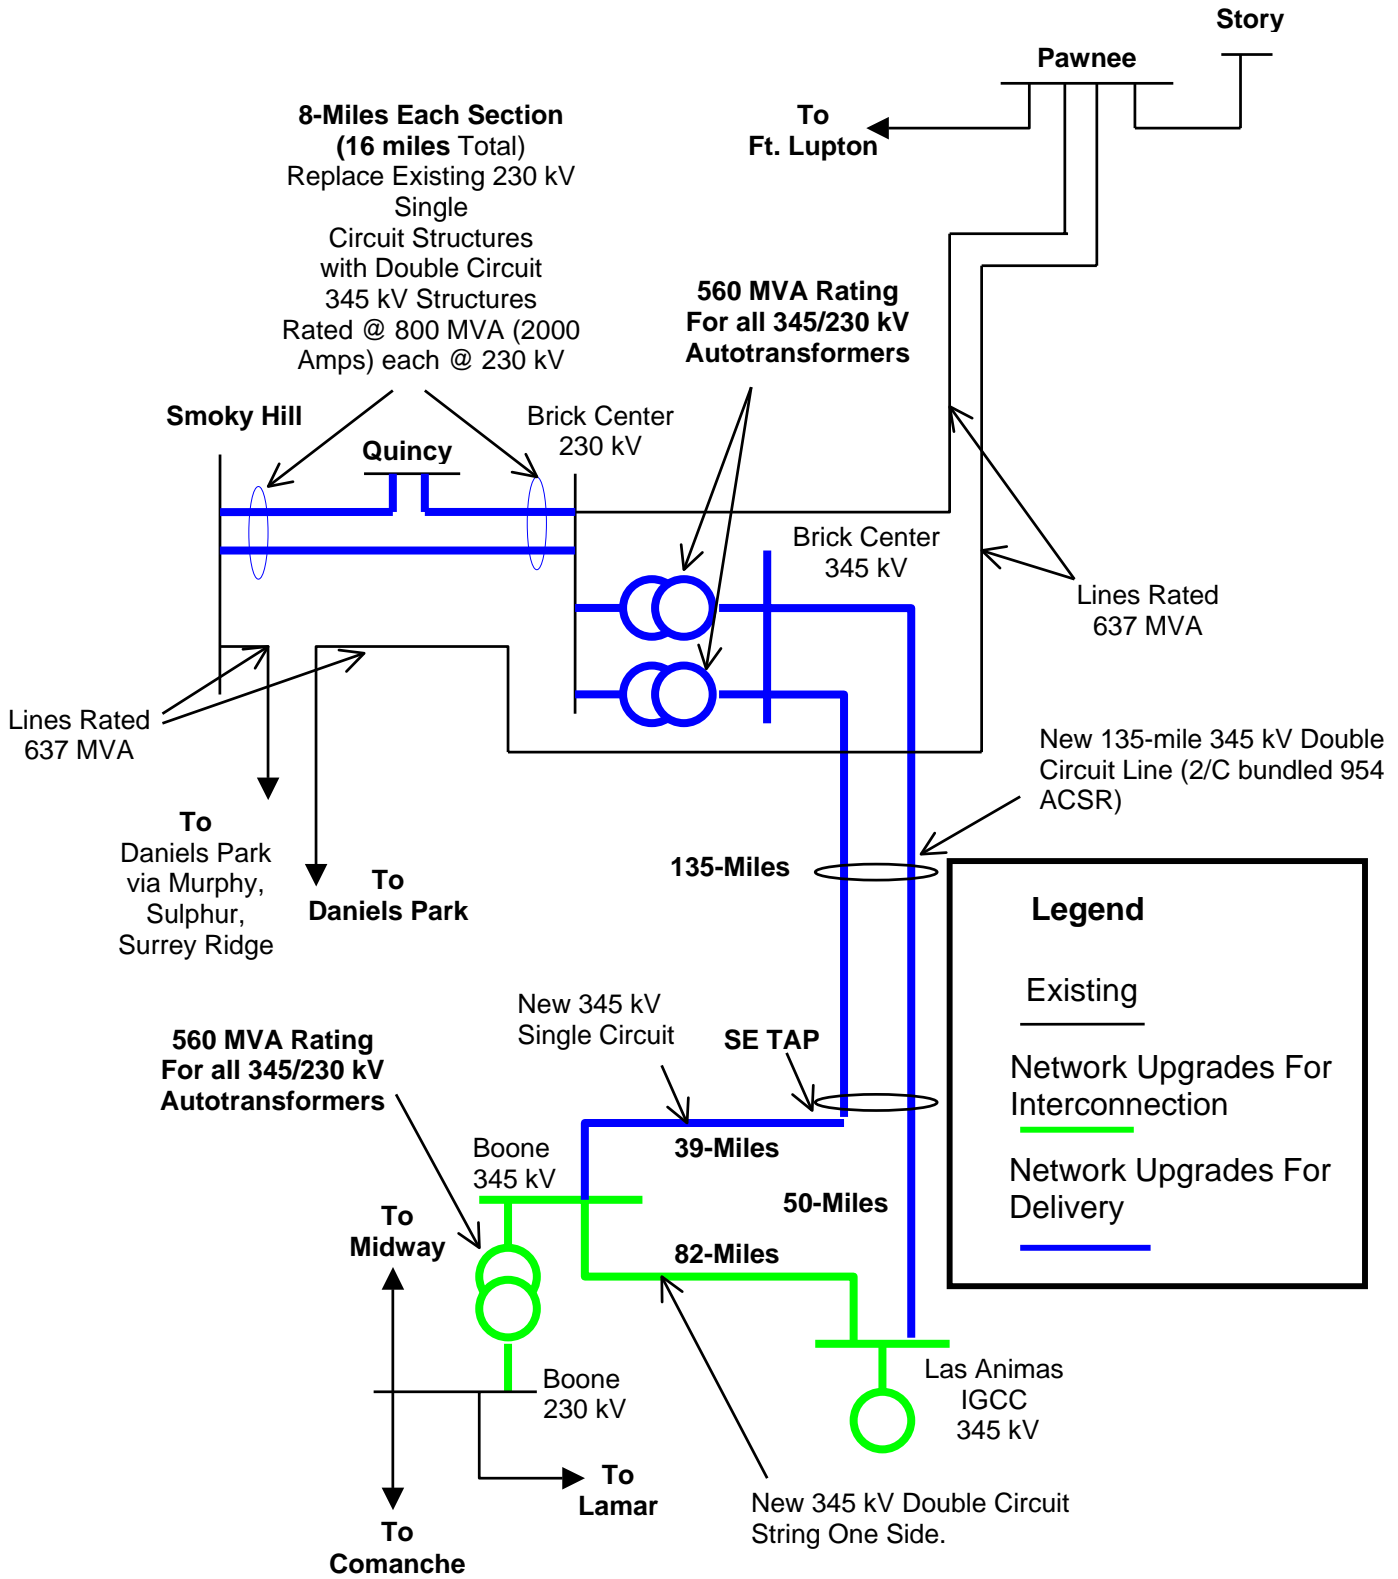 Story
Pawnee
To
Ft. Lupton
8-Miles Each Section
(16 miles Total)
Replace Existing 230 kV
Single
Circuit Structures
with Double Circuit
345 kV Structures
Rated @ 800 MVA (2000
Amps) each @ 230 kV
560 MVA Rating
For all 345/230 kV
Autotransformers
Smoky Hill
Quincy
Brick Center
230 kV
Brick Center
345 kV
Lines Rated
637 MVA
Lines Rated
637 MVA
New 135-mile 345 kV Double
Circuit Line (2/C bundled 954
ACSR)
To
Daniels Park
via Murphy,
Sulphur,
Surrey Ridge
To
Daniels Park
135-Miles
Legend
Existing
Network Upgrades For
Interconnection
Network Upgrades For
Delivery
New 345 kV
Single Circuit
SE TAP
560 MVA Rating
For all 345/230 kV
Autotransformers
39-Miles
Boone
345 kV
50-Miles
To
Midway
82-Miles
Boone
230 kV
Las Animas
IGCC
345 kV
To
Lamar
New 345 kV Double Circuit
String One Side.
To
Comanche